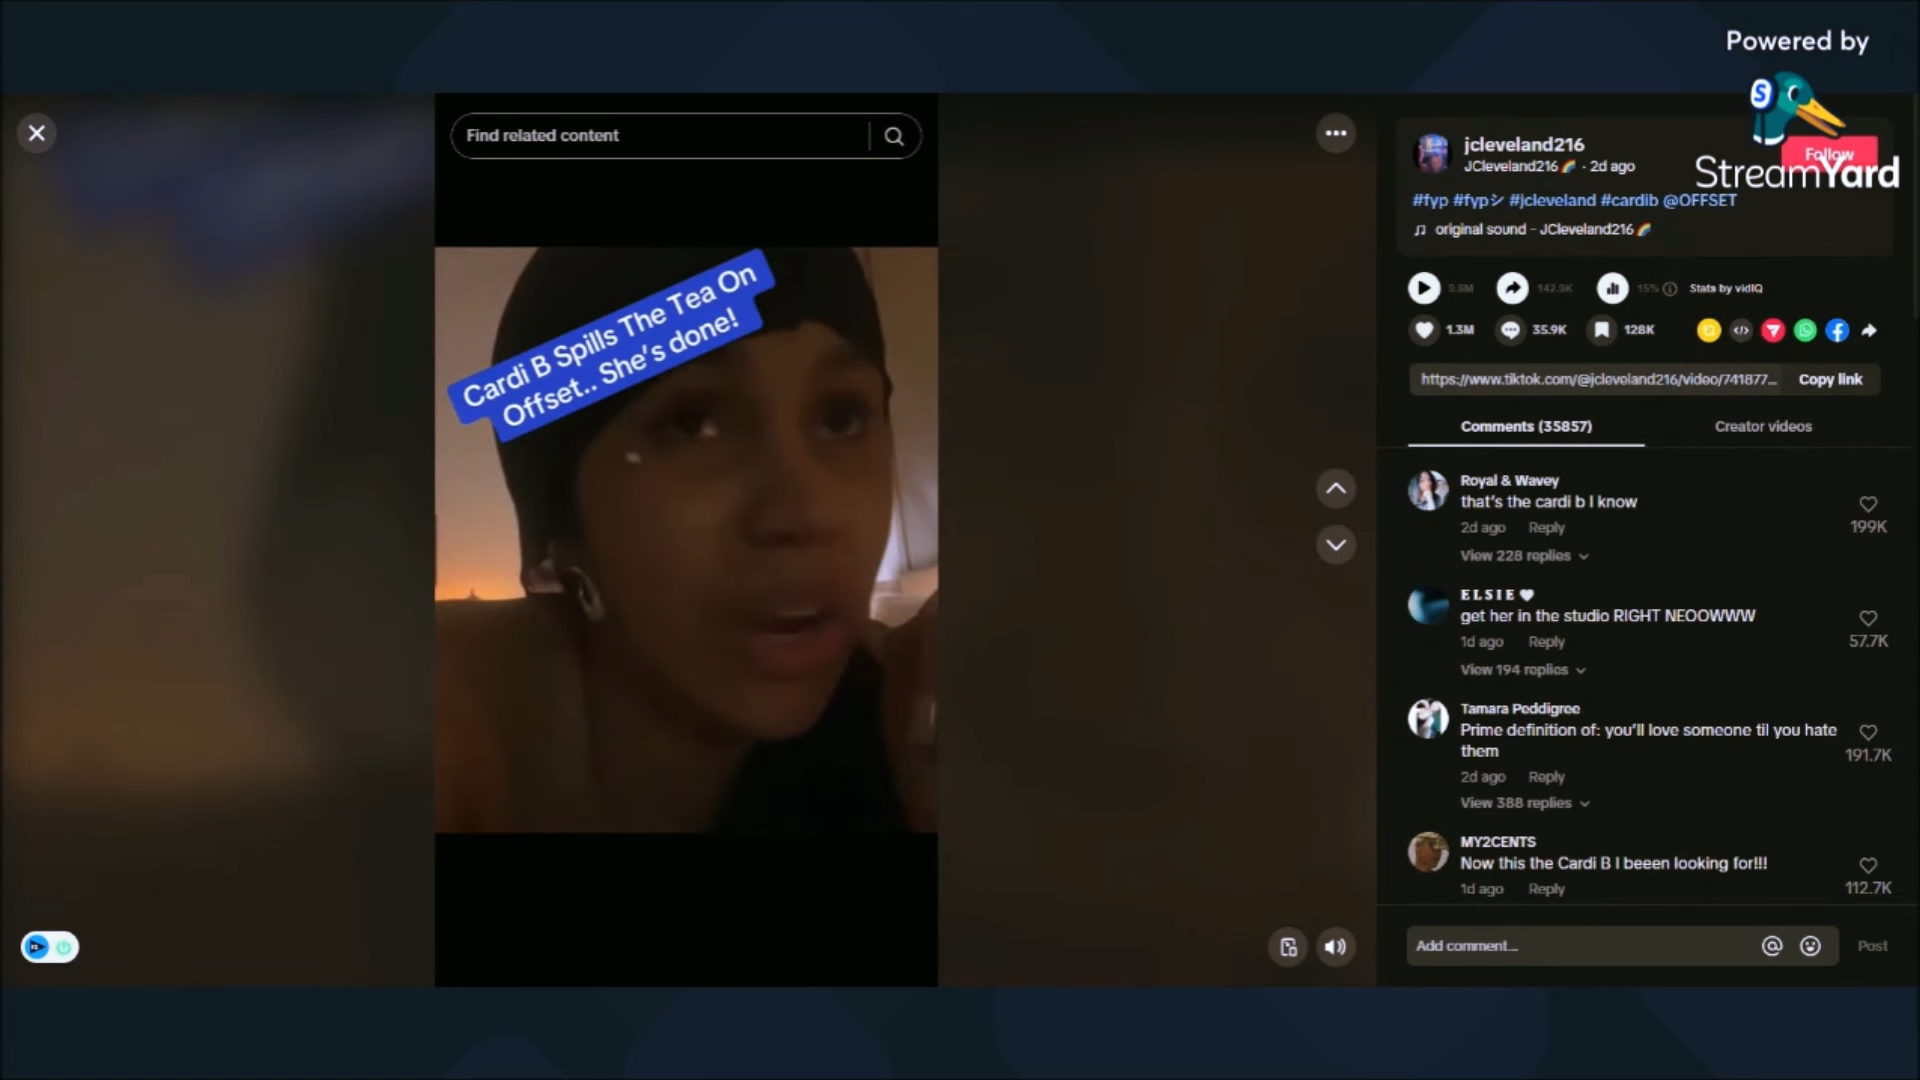 Powered by
StreamYard
Find related content
Cardi B Spills The Tea On
Offset.. She's done!
jcleveland216
JCleveland216🌈 · 2d ago
Follow
#fyp #fypシ #jcleveland #cardib @OFFSET
♫ original sound - JCleveland216🌈
9.6M
142.9K
15%
Stats by vidIQ
1.3M
35.9K
128K
https://www.tiktok.com/@jcleveland216/video/741877...
Copy link
Comments (35857)
Creator videos
Royal & Wavey
that's the cardi b I know
2d ago Reply
199K
View 228 replies
𝐄𝐋𝐒𝐈𝐄🤍
get her in the studio RIGHT NEOOWWW
1d ago Reply
57.7K
View 194 replies
Tamara Peddigree
Prime definition of: you'll love someone til you hate
them
2d ago Reply
191.7K
View 388 replies
MY2CENTS
Now this the Cardi B I beeen looking for!!!
1d ago Reply
112.7K
Add comment...
Post